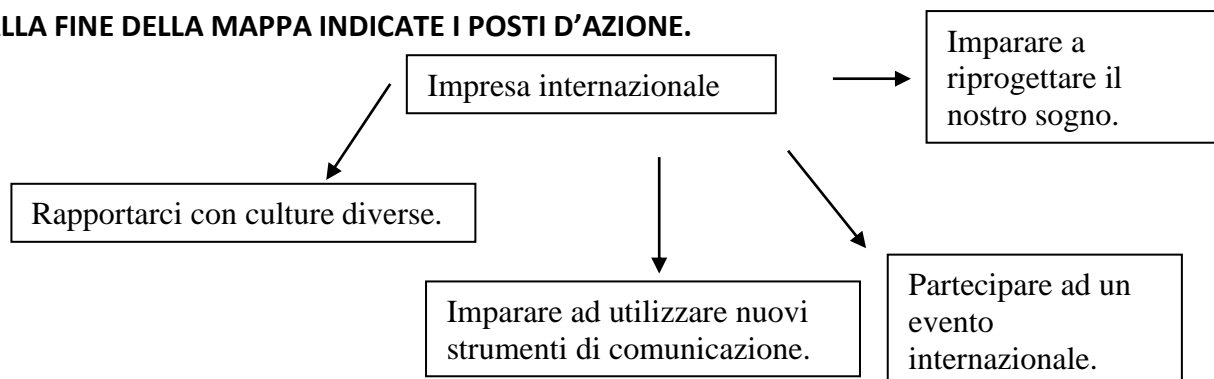 ALLA FINE DELLA MAPPA INDICATE I POSTI D’AZIONE.
Impresa internazionale
Imparare a
riprogettare il
nostro sogno.
Rapportarci con culture diverse.
Imparare ad utilizzare nuovi
strumenti di comunicazione.
Partecipare ad un
evento
internazionale.